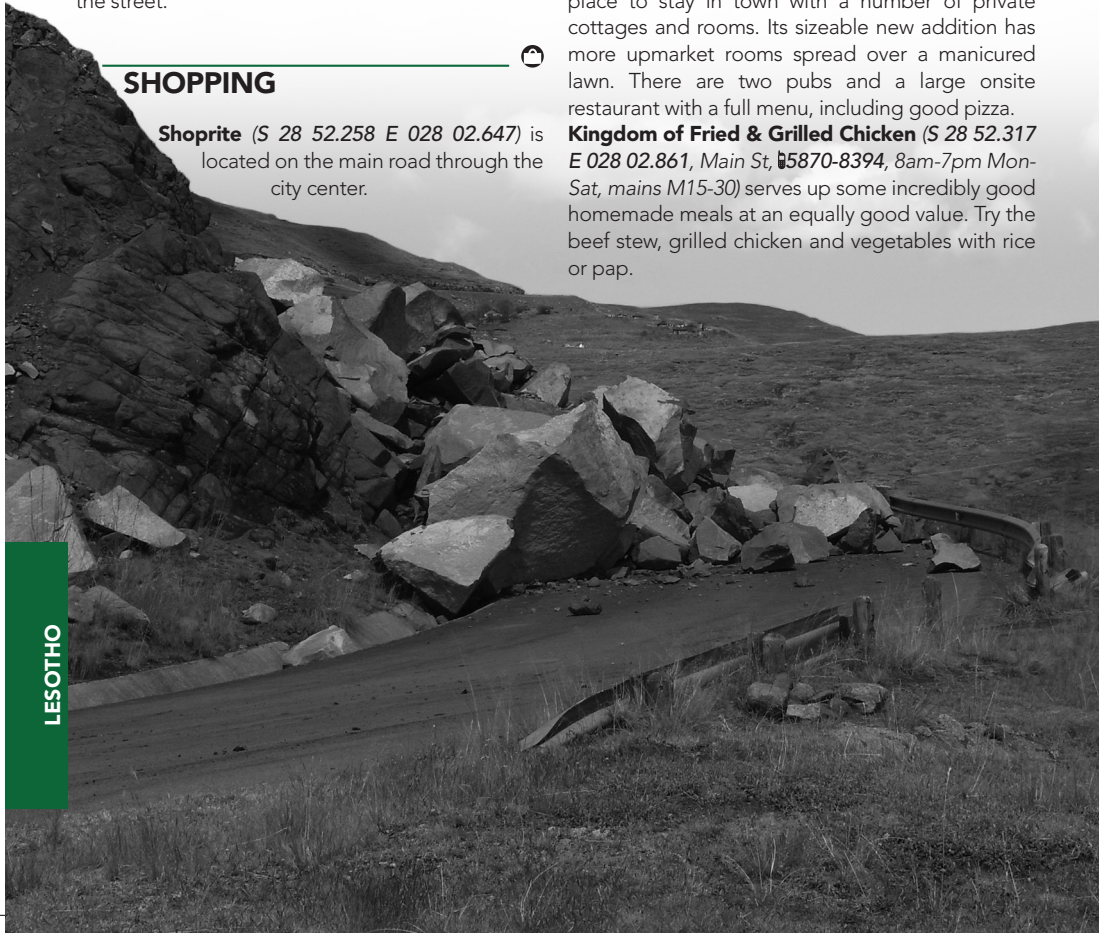 the street.
SHOPPING
Shoprite (S 28 52.258 E 028 02.647) is
located on the main road through the
city center.
place to stay in town with a number of private
cottages and rooms. Its sizeable new addition has
more upmarket rooms spread over a manicured
lawn. There are two pubs and a large onsite
restaurant with a full menu, including good pizza.
Kingdom of Fried & Grilled Chicken (S 28 52.317
E 028 02.861, Main St, 5870-8394, 8am-7pm Mon-
Sat, mains M15-30) serves up some incredibly good
homemade meals at an equally good value. Try the
beef stew, grilled chicken and vegetables with rice
or pap.
LESOTHO